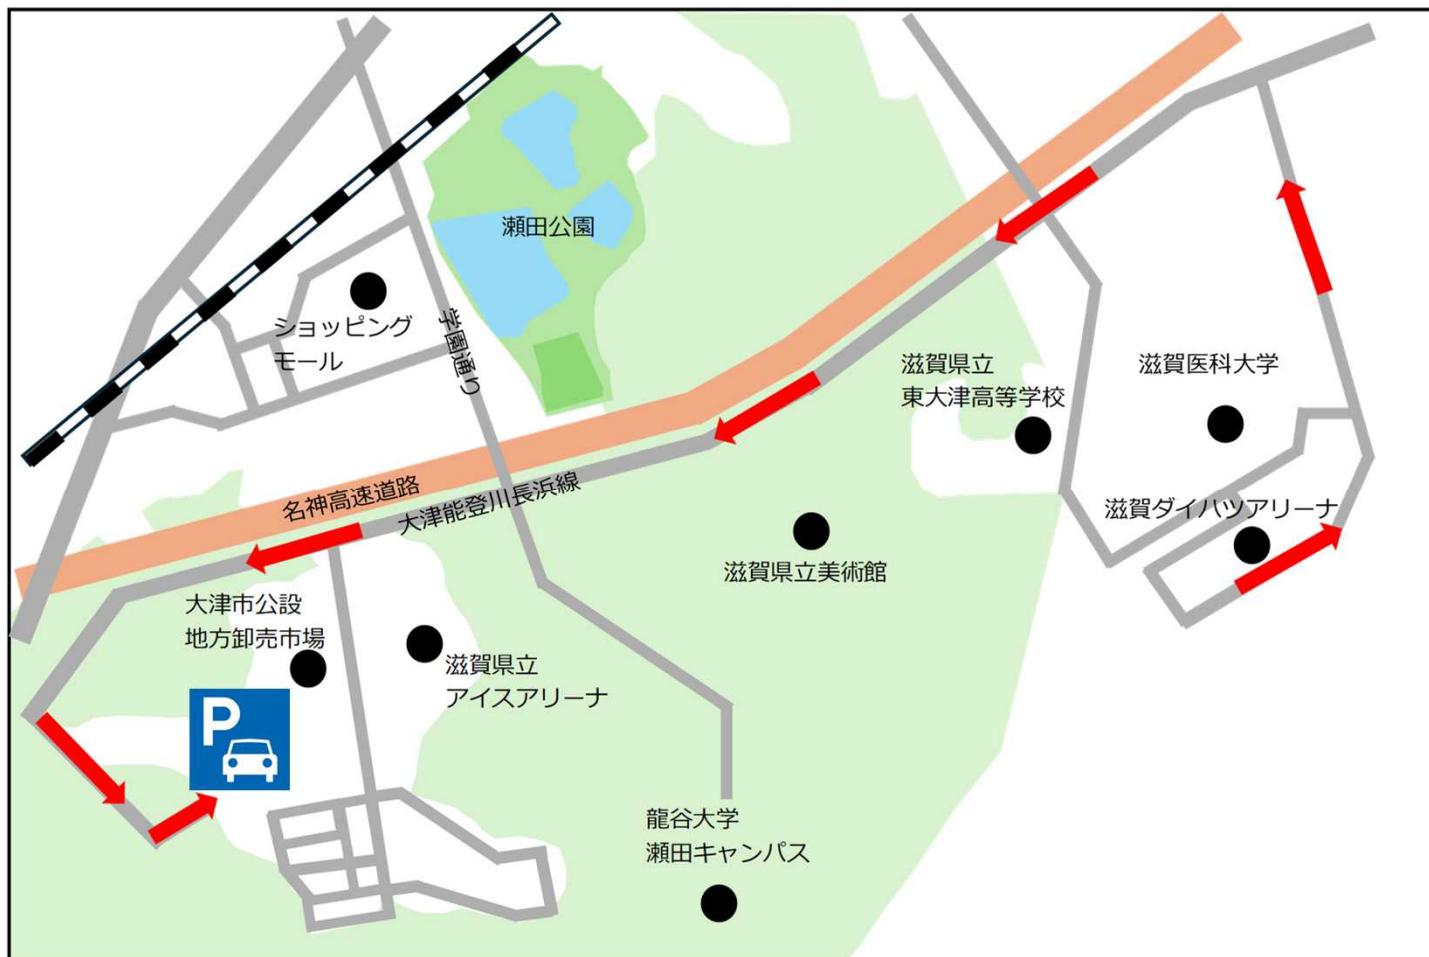 瀬田公園
ショッピング
モール
学園通り
滋賀県立
東大津高等学校
滋賀医科大学
名神高速道路
大津能登川長浜線
滋賀ダイハツアリーナ
滋賀県立美術館
大津市公設
地方卸売市場
滋賀県立
アイスアリーナ
P
龍谷大学
瀬田キャンパス